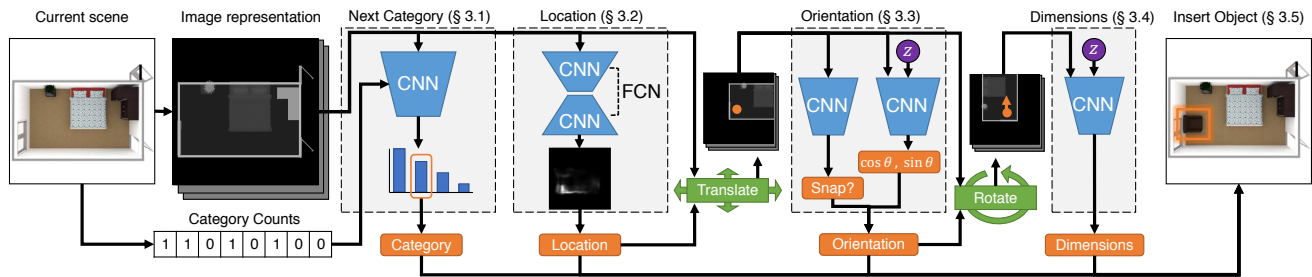 Current scene
Image representation
Next Category (§ 3.1)
Location (§ 3.2)
Orientation (§ 3.3)
Dimensions (§ 3.4)
Insert Object (§ 3.5)
CNN
CNN
CNN
FCN
z
CNN
CNN
z
CNN
cos θ , sin θ
Snap?
Translate
Rotate
Category Counts
1 1 0 1 0 1 0 0
Category
Location
Orientation
Dimensions